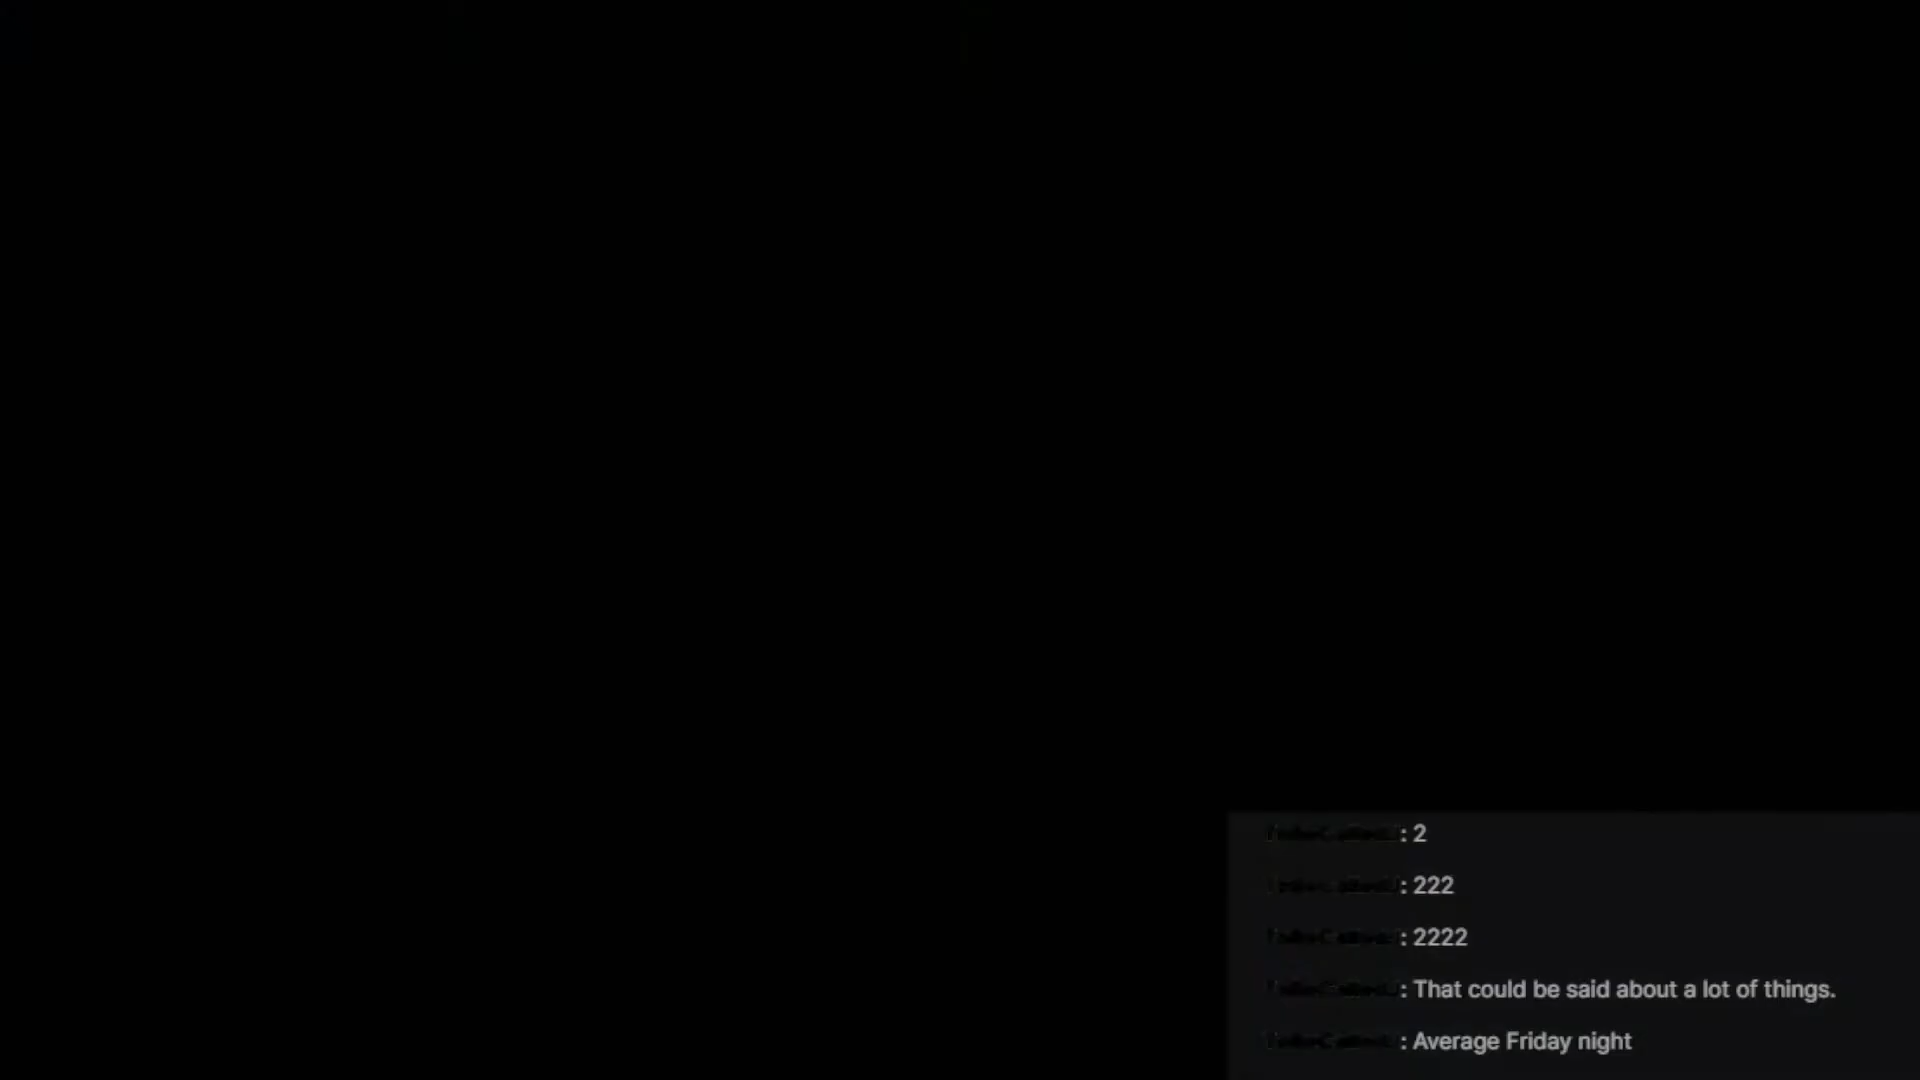 : 2
: 222
: 2222
: That could be said about a lot of things.
: Average Friday night